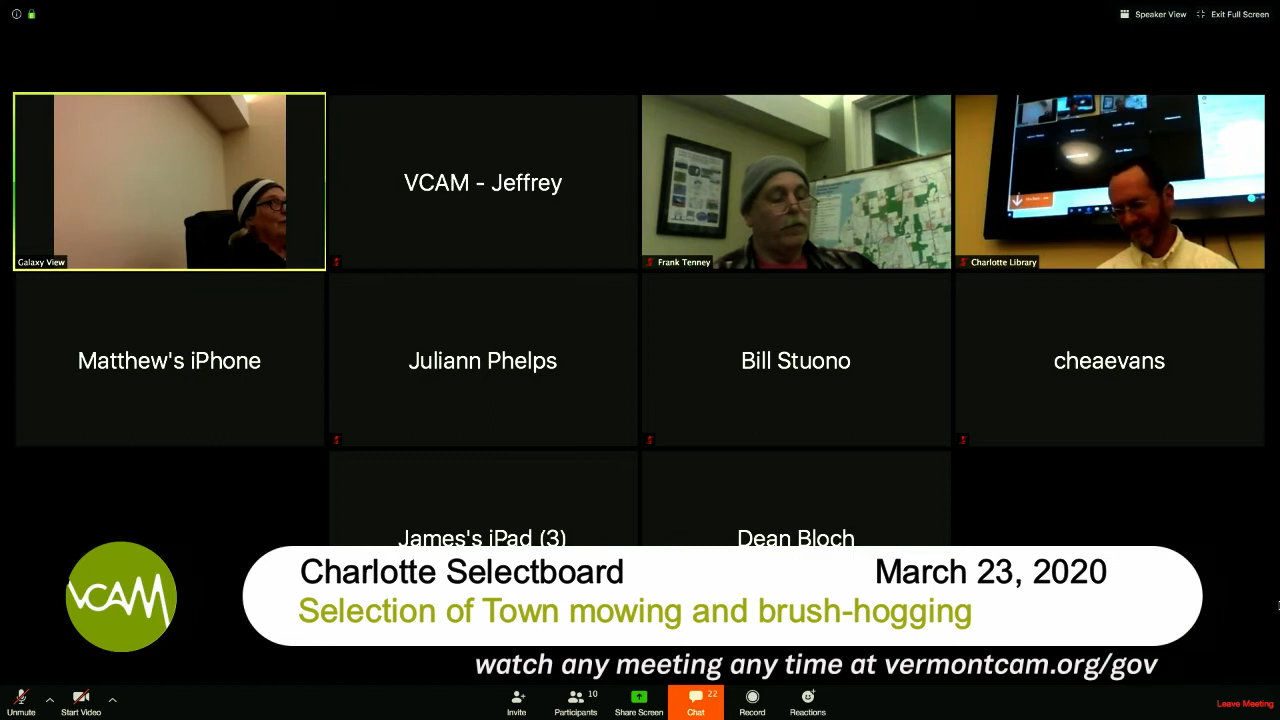 Speaker View
Exit Full Screen
VCAM - Jeffrey
Galaxy View
Frank Tenney
Charlotte Library
Matthew's iPhone
Juliann Phelps
Bill Stuono
cheaevans
James's iPad (3)
Dean Bloch
VCAM
Charlotte Selectboard
March 23, 2020
Selection of Town mowing and brush-hogging
watch any meeting any time at vermontcam.org/gov
Unmute
Start Video
Invite
10
Participants
Share Screen
22
Chat
Record
Reactions
Leave Meeting